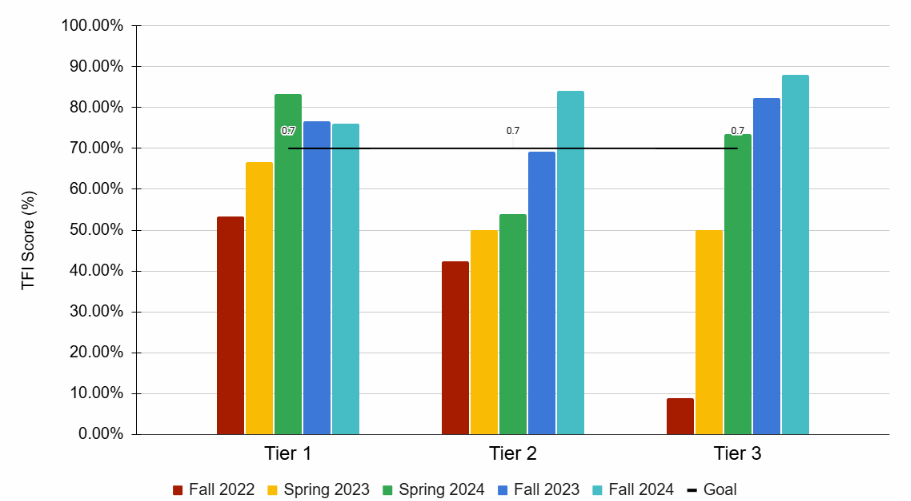 100.00%
90.00%
80.00%
70.00%
60.00%
50.00%
40.00%
30.00%
20.00%
10.00%
0.00%
TFI Score (%)
0.7
0.7
0.7
Tier 1
Tier 2
Tier 3
Fall 2022
Spring 2023
Spring 2024
Fall 2023
Fall 2024
Goal